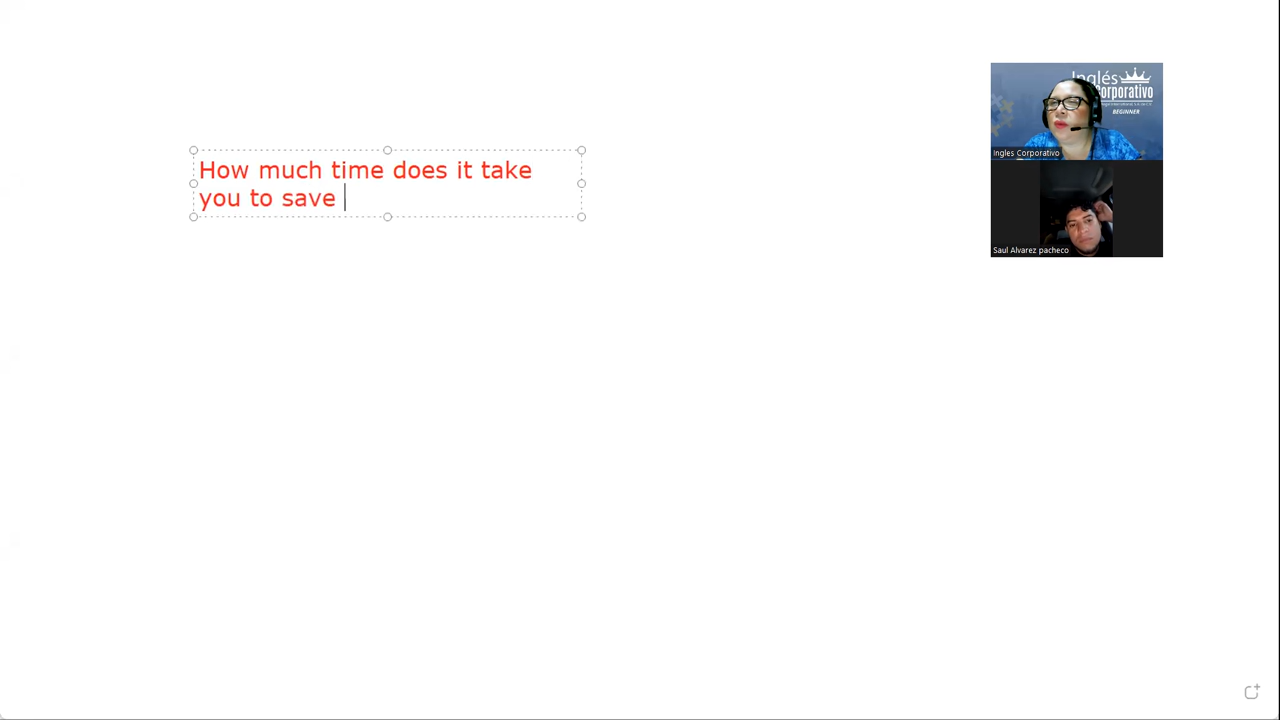 How much time does it take
you to save
Inglés
Corporativo
BEGINNER
Ingles Corporativo
Saul Alvarez pacheco